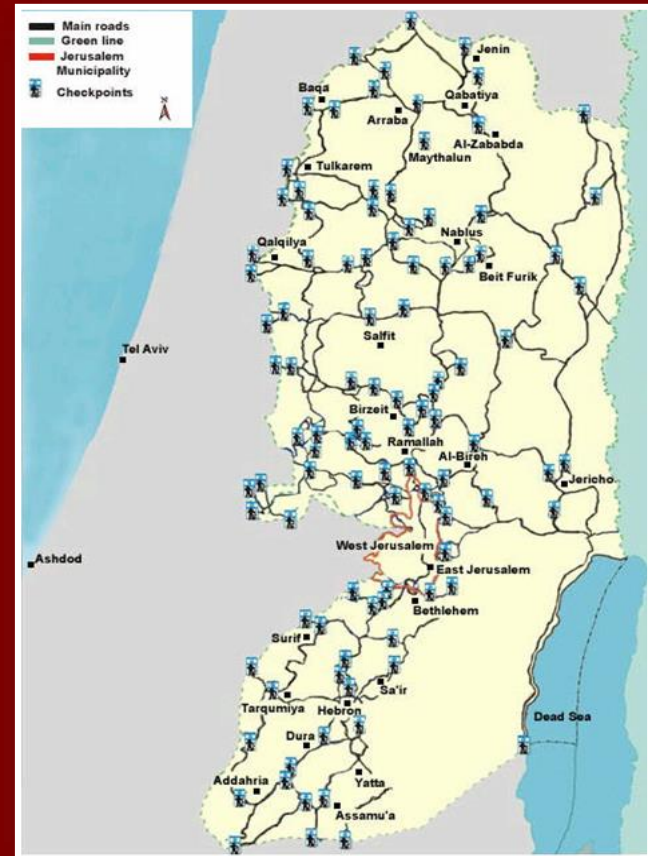 Main roads
Green line
Jerusalem
Municipality
Checkpoints
N
Jenin
Baqa
Qabatiya
Arraba
Al-Zababda
Maythalun
Tulkarem
Nablus
Qalqilya
Beit Furik
Salfit
Tel Aviv
Birzeit
Ramallah
Al-Bireh
Jericho
West Jerusalem
Ashdod
East Jerusalem
Bethlehem
Surif
Sa'ir
Tarqumiya
Hebron
Dead Sea
Dura
Yatta
Addahria
Assamu'a